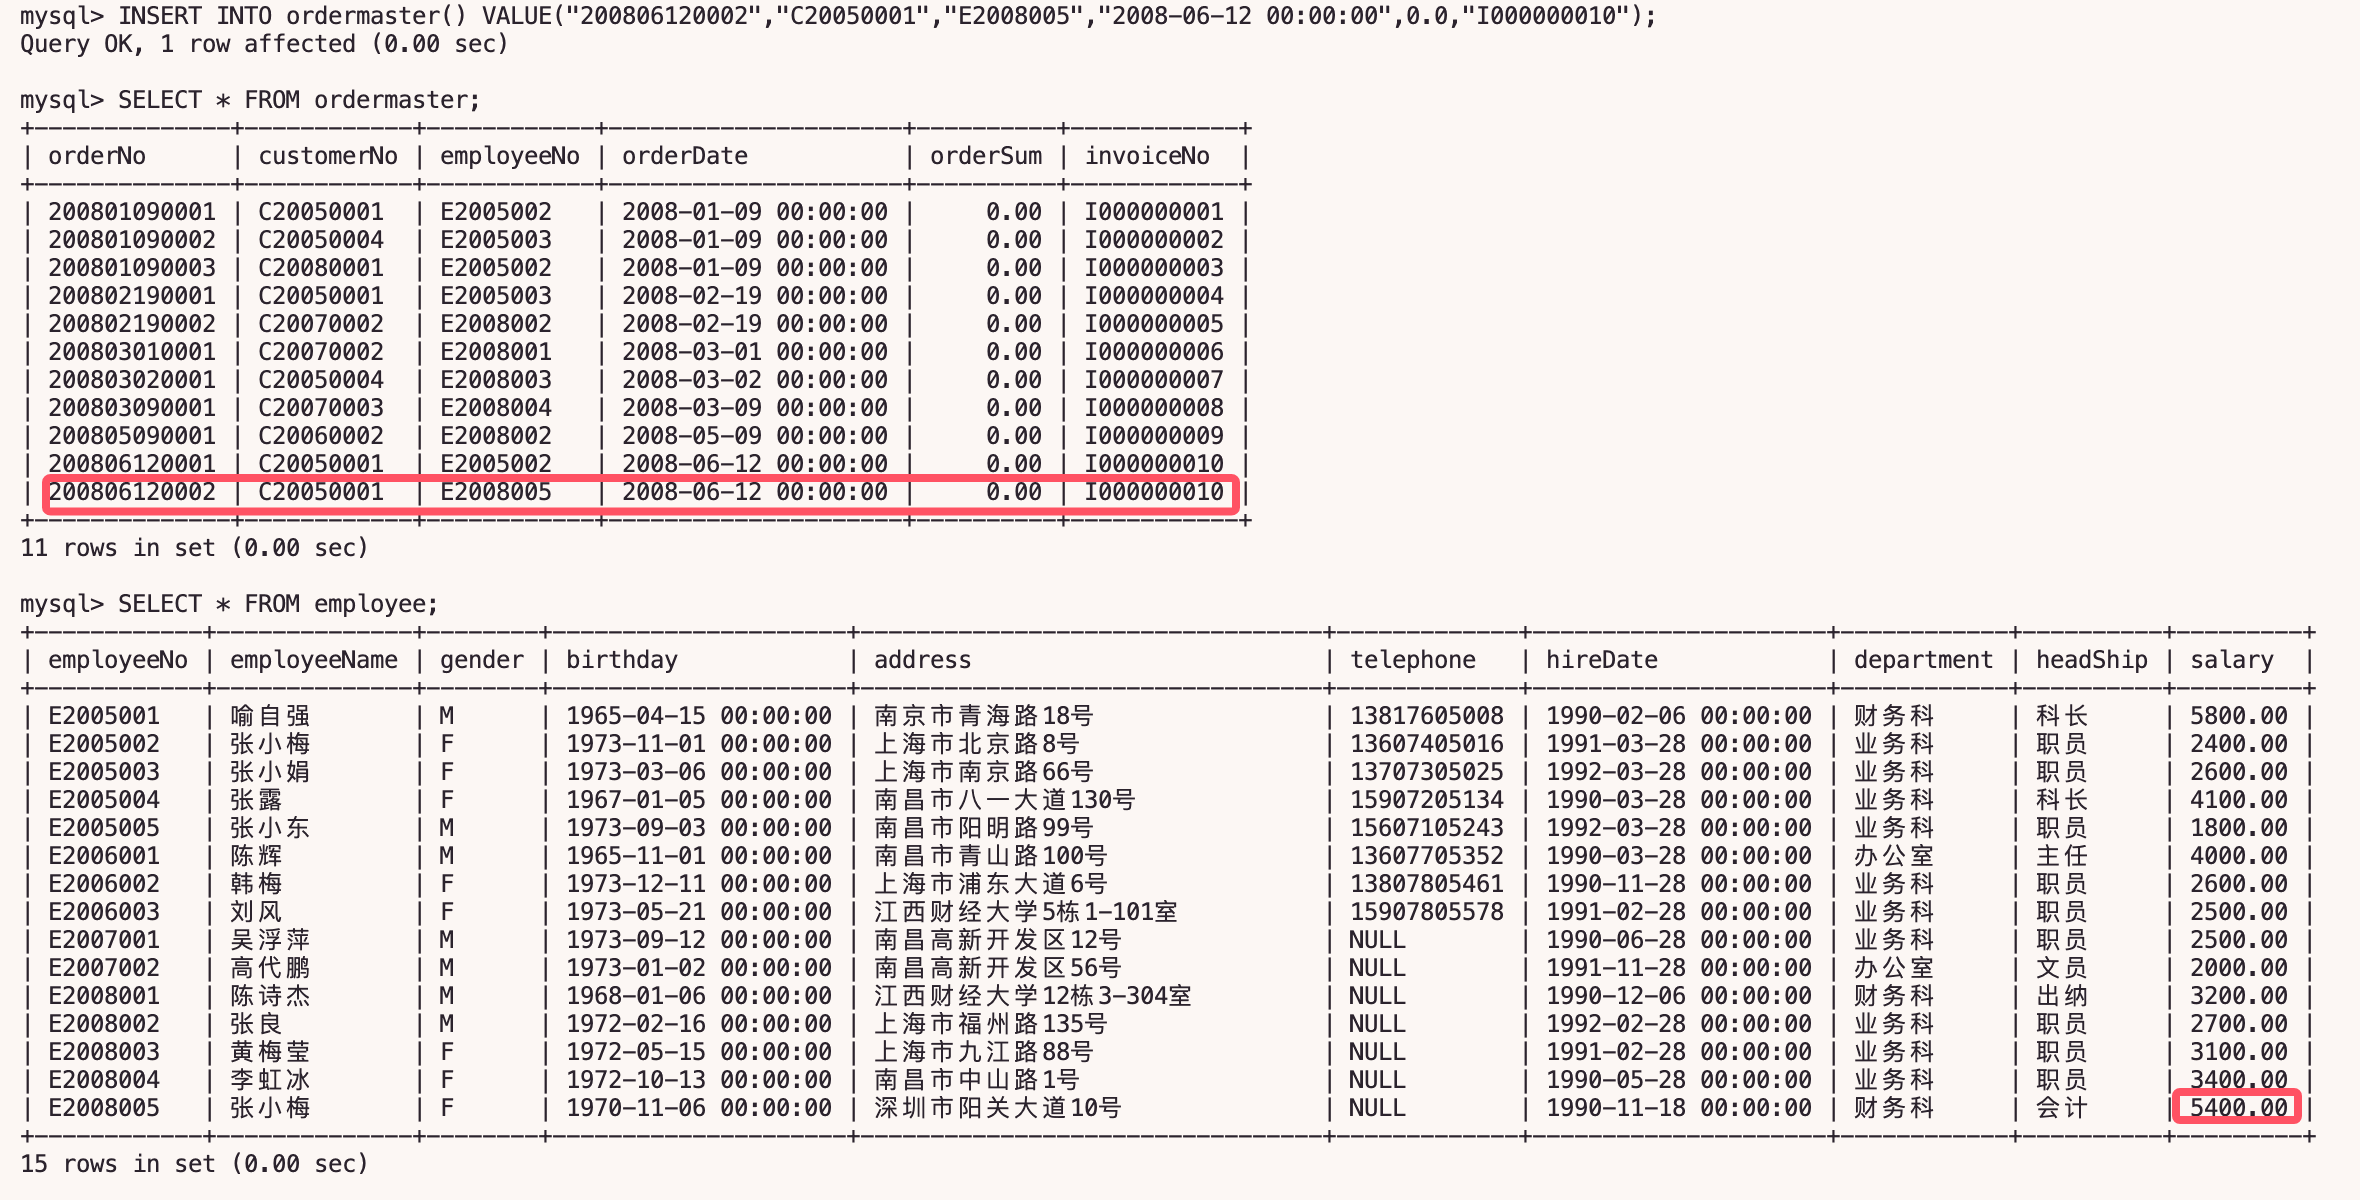 mysql> INSERT INTO ordermaster() VALUE("200806120002","C20050001","E2008005","2008-06-12 00:00:00",0.0,"I000000010");
Query OK, 1 row affected (0.00 sec)
mysql> SELECT * FROM ordermaster;
| orderNo | customerNo | employeeNo | orderDate | orderSum | invoiceNo |
| 200801090001 | C20050001 | E2005002 | 2008-01-09 00:00:00 | 0.00 | I000000001 |
| 200801090002 | C20050004 | E2005003 | 2008-01-09 00:00:00 | 0.00 | I000000002 |
| 200801090003 | C20080001 | E2005002 | 2008-01-09 00:00:00 | 0.00 | I000000003 |
| 200802190001 | C20050001 | E2005003 | 2008-02-19 00:00:00 | 0.00 | I000000004 |
| 200802190002 | C20070002 | E2008002 | 2008-02-19 00:00:00 | 0.00 | I000000005 |
| 200803010001 | C20070002 | E2008001 | 2008-03-01 00:00:00 | 0.00 | I000000006 |
| 200803020001 | C20050004 | E2008003 | 2008-03-02 00:00:00 | 0.00 | I000000007 |
| 200803090001 | C20070003 | E2008004 | 2008-03-09 00:00:00 | 0.00 | I000000008 |
| 200805090001 | C20060002 | E2008002 | 2008-05-09 00:00:00 | 0.00 | I000000009 |
| 200806120001 | C20050001 | E2005002 | 2008-06-12 00:00:00 | 0.00 | I000000010 |
| 200806120002 | C20050001 | E2008005 | 2008-06-12 00:00:00 | 0.00 | I000000010 |
11 rows in set (0.00 sec)
mysql> SELECT * FROM employee;
| employeeNo | employeeName | gender | birthday | address | telephone | hireDate | department | headShip | salary |
| E2005001 | 喻自强 | M | 1965-04-15 00:00:00 | 南京市青海路18号 | 13817605008 | 1990-02-06 00:00:00 | 财务科 | 科长 | 5800.00 |
| E2005002 | 张小梅 | F | 1973-11-01 00:00:00 | 上海市北京路8号 | 13607405016 | 1991-03-28 00:00:00 | 业务科 | 职员 | 2400.00 |
| E2005003 | 张小娟 | F | 1973-03-06 00:00:00 | 上海市南京路66号 | 13707305025 | 1992-03-28 00:00:00 | 业务科 | 职员 | 2600.00 |
| E2005004 | 张露 | F | 1967-01-05 00:00:00 | 南昌市八一大道130号 | 15907205134 | 1990-03-28 00:00:00 | 业务科 | 科长 | 4100.00 |
| E2005005 | 张小东 | M | 1973-09-03 00:00:00 | 南昌市阳明路99号 | 15607105243 | 1992-03-28 00:00:00 | 业务科 | 职员 | 1800.00 |
| E2006001 | 陈辉 | M | 1965-11-01 00:00:00 | 南昌市青山路100号 | 13607705352 | 1990-03-28 00:00:00 | 办公室 | 主任 | 4000.00 |
| E2006002 | 韩梅 | F | 1973-12-11 00:00:00 | 上海市浦东大道6号 | 13807805461 | 1990-11-28 00:00:00 | 业务科 | 职员 | 2600.00 |
| E2006003 | 刘风 | F | 1973-05-21 00:00:00 | 江西财经大学5栋1-101室 | 15907805578 | 1991-02-28 00:00:00 | 业务科 | 职员 | 2500.00 |
| E2007001 | 吴浮萍 | M | 1973-09-12 00:00:00 | 南昌高新开发区12号 | NULL | 1990-06-28 00:00:00 | 业务科 | 职员 | 2500.00 |
| E2007002 | 高代鹏 | M | 1973-01-02 00:00:00 | 南昌高新开发区56号 | NULL | 1991-11-28 00:00:00 | 办公室 | 文员 | 2000.00 |
| E2008001 | 陈诗杰 | M | 1968-01-06 00:00:00 | 江西财经大学12栋3-304室 | NULL | 1990-12-06 00:00:00 | 财务科 | 出纳 | 3200.00 |
| E2008002 | 张良 | M | 1972-02-16 00:00:00 | 上海市福州路135号 | NULL | 1992-02-28 00:00:00 | 业务科 | 职员 | 2700.00 |
| E2008003 | 黄梅莹 | F | 1972-05-15 00:00:00 | 上海市九江路88号 | NULL | 1991-02-28 00:00:00 | 业务科 | 职员 | 3100.00 |
| E2008004 | 李虹冰 | F | 1972-10-13 00:00:00 | 南昌市中山路1号 | NULL | 1990-05-28 00:00:00 | 业务科 | 职员 | 3400.00 |
| E2008005 | 张小梅 | F | 1970-11-06 00:00:00 | 深圳市阳关大道10号 | NULL | 1990-11-18 00:00:00 | 财务科 | 会计 | 5400.00 |
15 rows in set (0.00 sec)